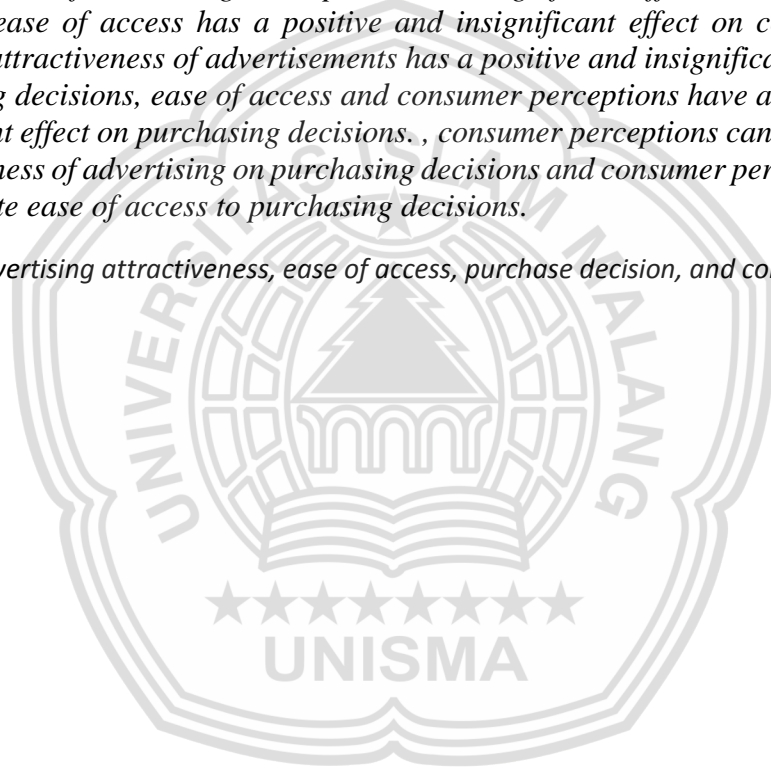 ease of access has a positive and insignificant effect on c
attractiveness of advertisements has a positive and insignifica
g decisions, ease of access and consumer perceptions have a
nt effect on purchasing decisions. , consumer perceptions can
ness of advertising on purchasing decisions and consumer per
te ease of access to purchasing decisions.
vertising attractiveness, ease of access, purchase decision, and co
UNIVERSITAS ISLAM MALANG
UNISMA